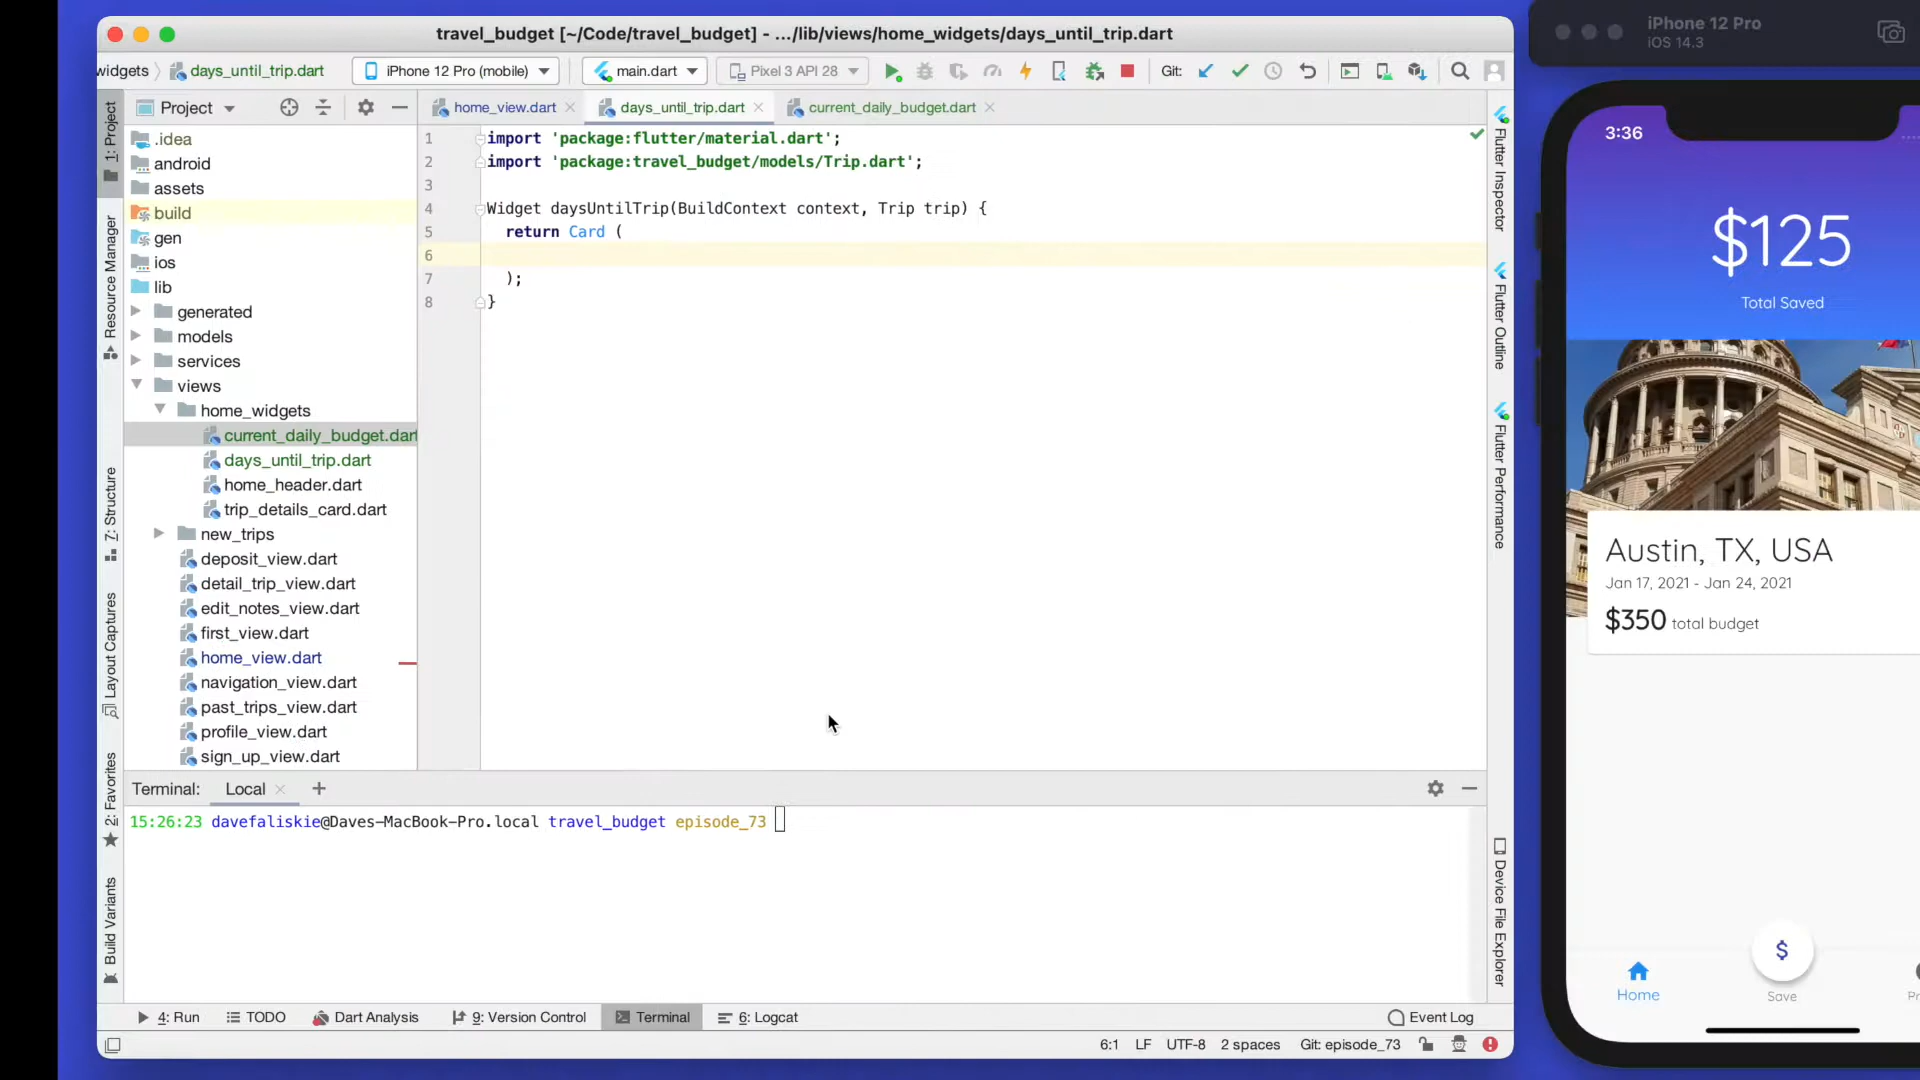 travel_budget [~/Code/travel_budget] - .../lib/views/home_widgets/days_until_trip.dart
widgets
days_until_trip.dart
iPhone 12 Pro (mobile)
main.dart
Pixel 3 API 28
Git:
Project
home_view.dart
days_until_trip.dart
current_daily_budget.dart
1: Project
Resource Manager
7: Structure
Layout Captures
2: Favorites
Build Variants
.idea
android
assets
build
gen
ios
lib
generated
models
services
views
home_widgets
current_daily_budget.dart
days_until_trip.dart
home_header.dart
trip_details_card.dart
new_trips
deposit_view.dart
detail_trip_view.dart
edit_notes_view.dart
first_view.dart
home_view.dart
navigation_view.dart
past_trips_view.dart
profile_view.dart
sign_up_view.dart
1 import 'package:flutter/material.dart';
2 import 'package:travel_budget/models/Trip.dart';
3
4 Widget daysUntilTrip(BuildContext context, Trip trip) {
5 return Card (
6
7 );
8 }
Flutter Inspector
Flutter Outline
Flutter Performance
Device File Explorer
Terminal:
Local
15:26:23 davefaliskie@Daves-MacBook-Pro.local travel_budget episode_73
4: Run
TODO
Dart Analysis
9: Version Control
Terminal
6: Logcat
Event Log
6:1
LF
UTF-8
2 spaces
Git: episode_73
iPhone 12 Pro
iOS 14.3
3:36
$125
Total Saved
Austin, TX, USA
Jan 17, 2021 - Jan 24, 2021
$350 total budget
$
Home
Save